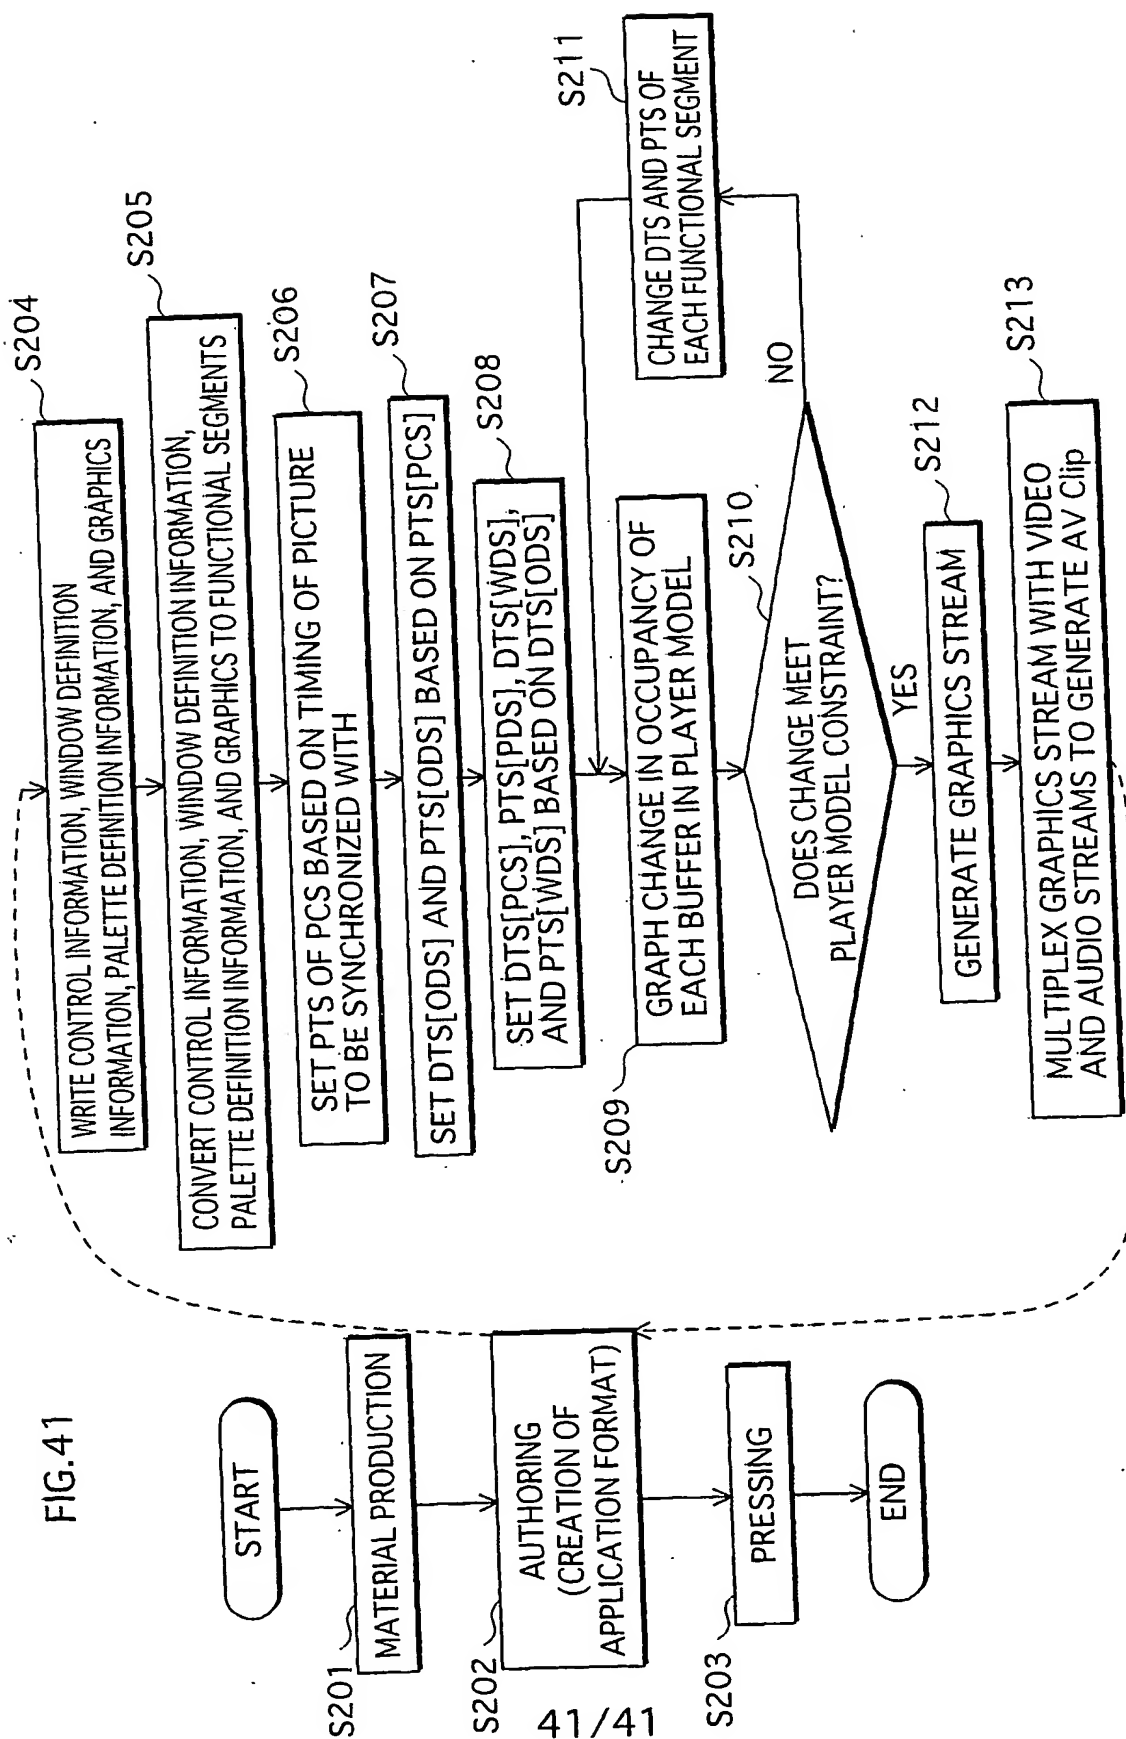 FIG.41
START
S201
MATERIAL PRODUCTION
S202
AUTHORING
(CREATION OF
APPLICATION FORMAT)
S203
PRESSING
END
S204
WRITE CONTROL INFORMATION, WINDOW DEFINITION
INFORMATION, PALETTE DEFINITION INFORMATION, AND GRAPHICS
S205
CONVERT CONTROL INFORMATION, WINDOW DEFINITION INFORMATION,
PALETTE DEFINITION INFORMATION, AND GRAPHICS TO FUNCTIONAL SEGMENTS
S206
SET PTS OF PCS BASED ON TIMING OF PICTURE
TO BE SYNCHRONIZED WITH
S207
SET DTS[ODS] AND PTS[ODS] BASED ON PTS[PCS]
S208
SET DTS[PCS], PTS[PDS], DTS[WDS],
AND PTS[WDS] BASED ON DTS[ODS]
S209
GRAPH CHANGE IN OCCUPANCY OF
EACH BUFFER IN PLAYER MODEL
S210
DOES CHANGE MEET
PLAYER MODEL CONSTRAINT?
NO
S211
CHANGE DTS AND PTS OF
EACH FUNCTIONAL SEGMENT
YES
S212
GENERATE GRAPHICS STREAM
S213
MULTIPLEX GRAPHICS STREAM WITH VIDEO
AND AUDIO STREAMS TO GENERATE AV Clip
41/41